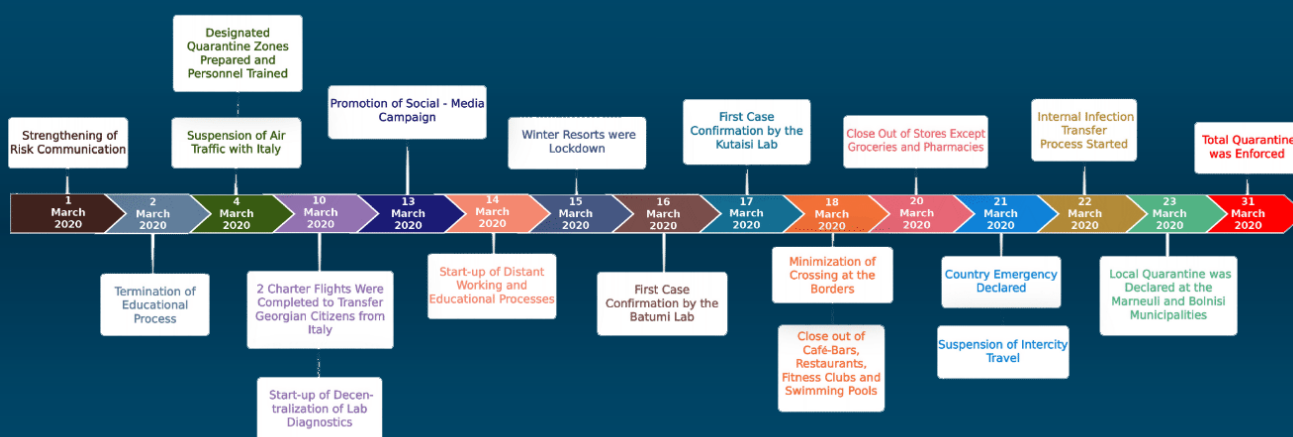 Designated
Quarantine Zones
Prepared and
Personnel Trained
Strengthening of
Risk Communication
Suspension of Air
Traffic with Italy
Promotion of Social - Media
Campaign
Winter Resorts were
Lockdown
First Case
Confirmation by the
Kutaisi Lab
Close Out of Stores Except
Groceries and Pharmacies
Internal Infection
Transfer
Process Started
Total Quarantine
was Enforced
1
March
2020
2
March
2020
4
March
2020
10
March
2020
13
March
2020
14
March
2020
15
March
2020
16
March
2020
17
March
2020
18
March
2020
20
March
2020
21
March
2020
22
March
2020
23
March
2020
31
March
2020
Termination of
Educational
Process
2 Charter Flights Were
Completed to Transfer
Georgian Citizens from
Italy
Start-up of Decen-
tralization of Lab
Diagnostics
Start-up of Distant
Working and
Educational Processes
First Case
Confirmation by the
Batumi Lab
Minimization of
Crossing at the
Borders
Close out of
Café-Bars,
Restaurants,
Fitness Clubs and
Swimming Pools
Country Emergency
Declared
Suspension of Intercity
Travel
Local Quarantine was
Declared at the
Marneuli and Bolnisi
Municipalities